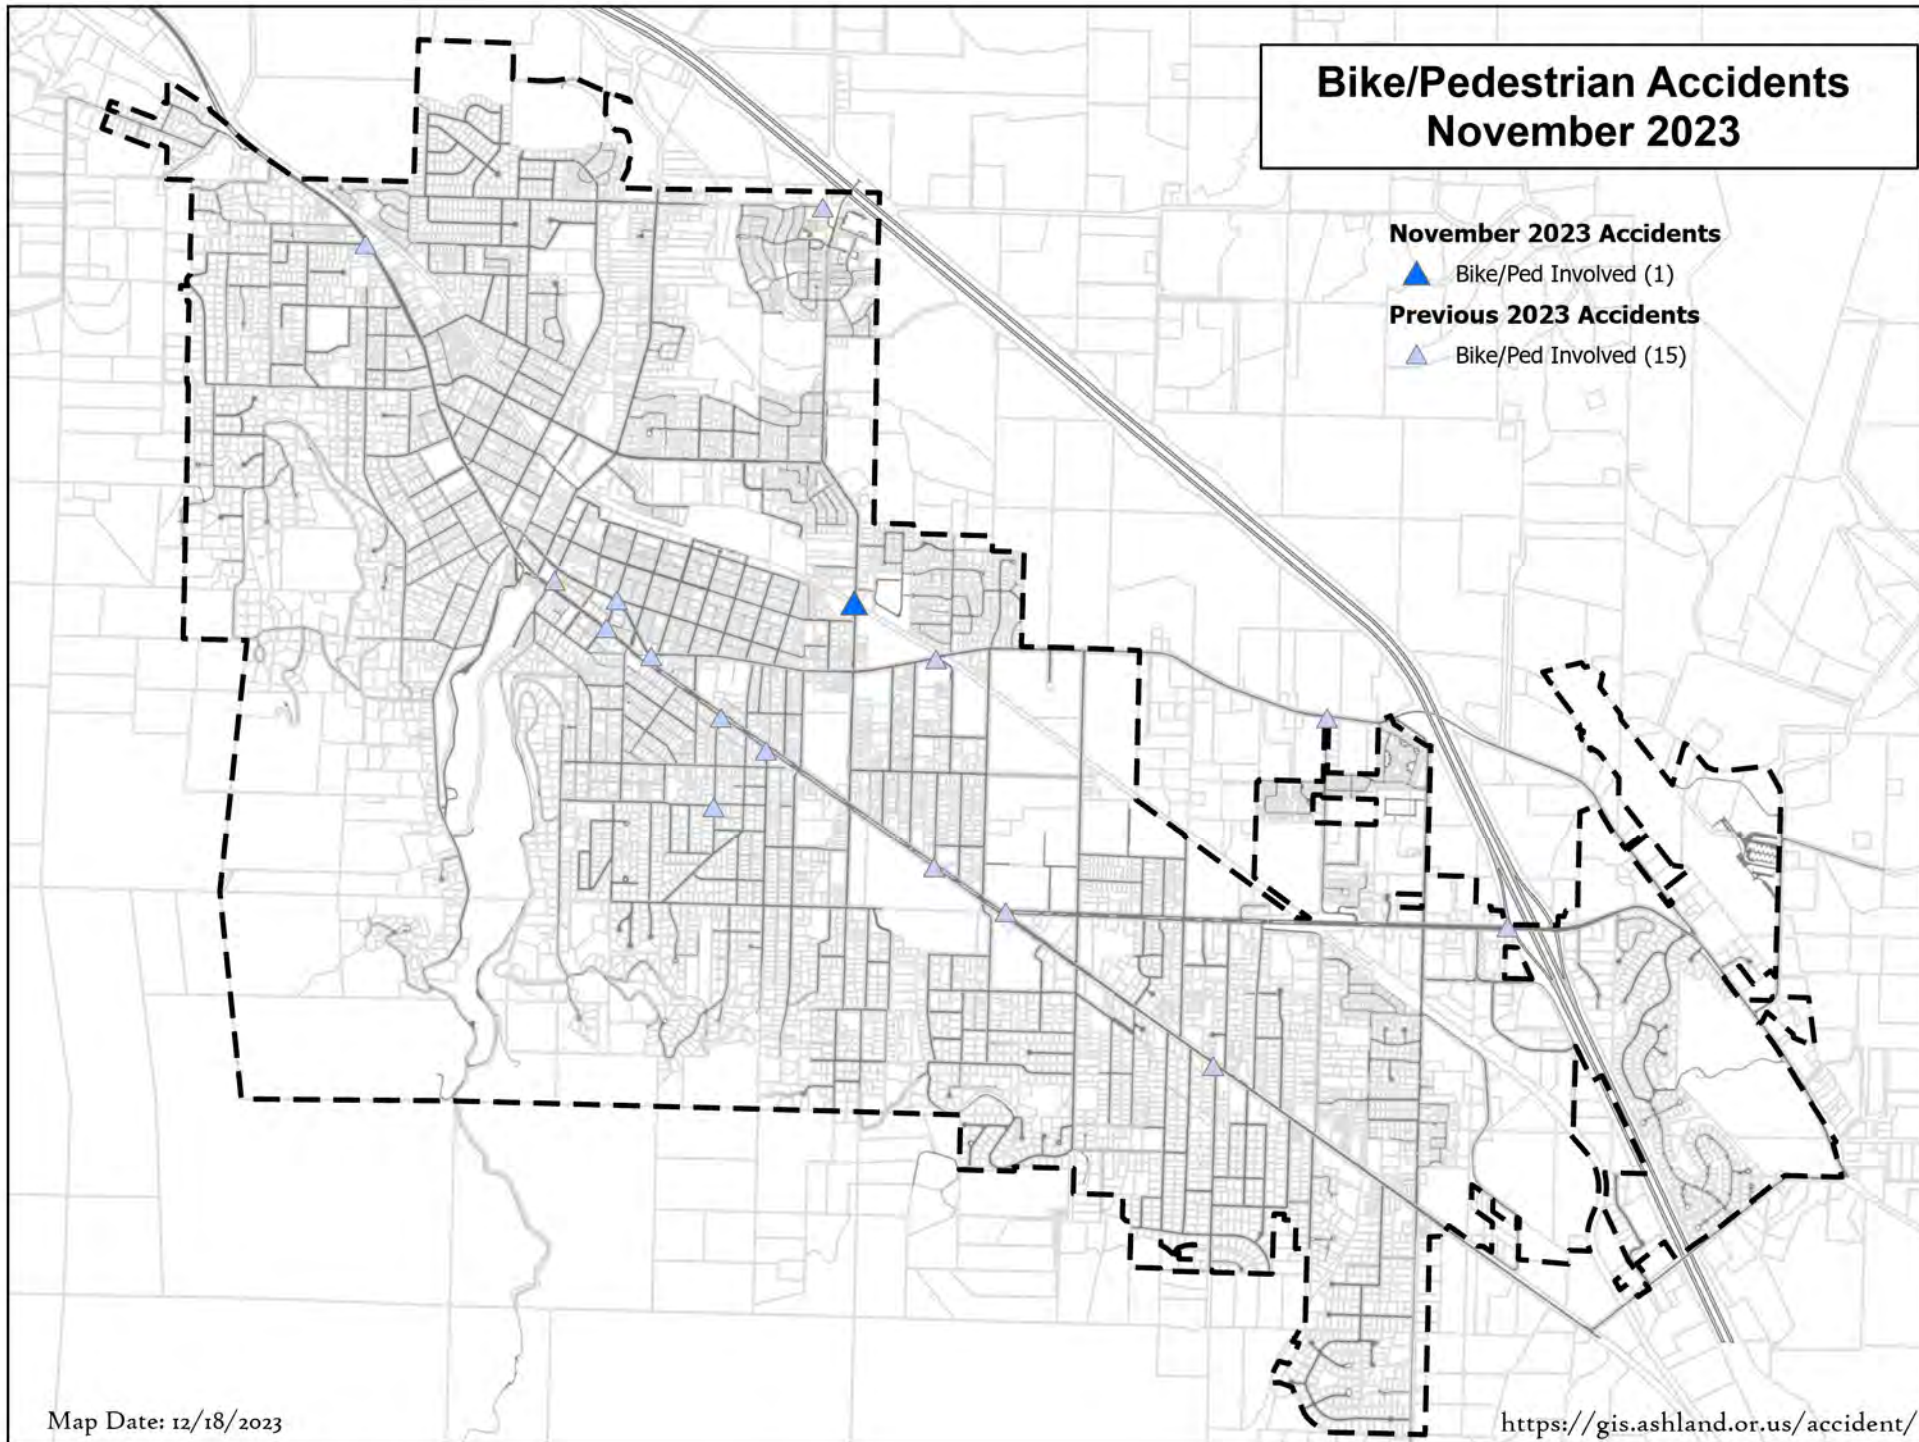 Bike/Pedestrian Accidents
November 2023
November 2023 Accidents
Bike/Ped Involved (1)
Previous 2023 Accidents
Bike/Ped Involved (15)
Map Date: 12/18/2023
https://gis.ashland.or.us/accident/